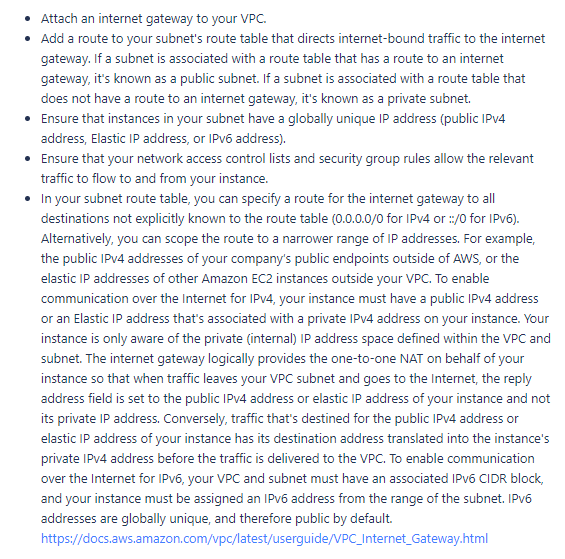 • Attach an internet gateway to your VPC.
• Add a route to your subnet's route table that directs internet-bound traffic to the internet
gateway. If a subnet is associated with a route table that has a route to an internet
gateway, it's known as a public subnet. If a subnet is associated with a route table that
does not have a route to an internet gateway, it's known as a private subnet.
• Ensure that instances in your subnet have a globally unique IP address (public IPv4
address, Elastic IP address, or IPv6 address).
• Ensure that your network access control lists and security group rules allow the relevant
traffic to flow to and from your instance.
• In your subnet route table, you can specify a route for the internet gateway to all
destinations not explicitly known to the route table (0.0.0.0/0 for IPv4 or ::/0 for IPv6).
Alternatively, you can scope the route to a narrower range of IP addresses. For example,
the public IPv4 addresses of your company's public endpoints outside of AWS, or the
elastic IP addresses of other Amazon EC2 instances outside your VPC. To enable
communication over the Internet for IPv4, your instance must have a public IPv4 address
or an Elastic IP address that's associated with a private IPv4 address on your instance. Your
instance is only aware of the private (internal) IP address space defined within the VPC and
subnet. The internet gateway logically provides the one-to-one NAT on behalf of your
instance so that when traffic leaves your VPC subnet and goes to the Internet, the reply
address field is set to the public IPv4 address or elastic IP address of your instance and not
its private IP address. Conversely, traffic that's destined for the public IPv4 address or
elastic IP address of your instance has its destination address translated into the instance's
private IPv4 address before the traffic is delivered to the VPC. To enable communication
over the Internet for IPv6, your VPC and subnet must have an associated IPv6 CIDR block,
and your instance must be assigned an IPv6 address from the range of the subnet. IPv6
addresses are globally unique, and therefore public by default.
https://docs.aws.amazon.com/vpc/latest/userguide/VPC_Internet_Gateway.html